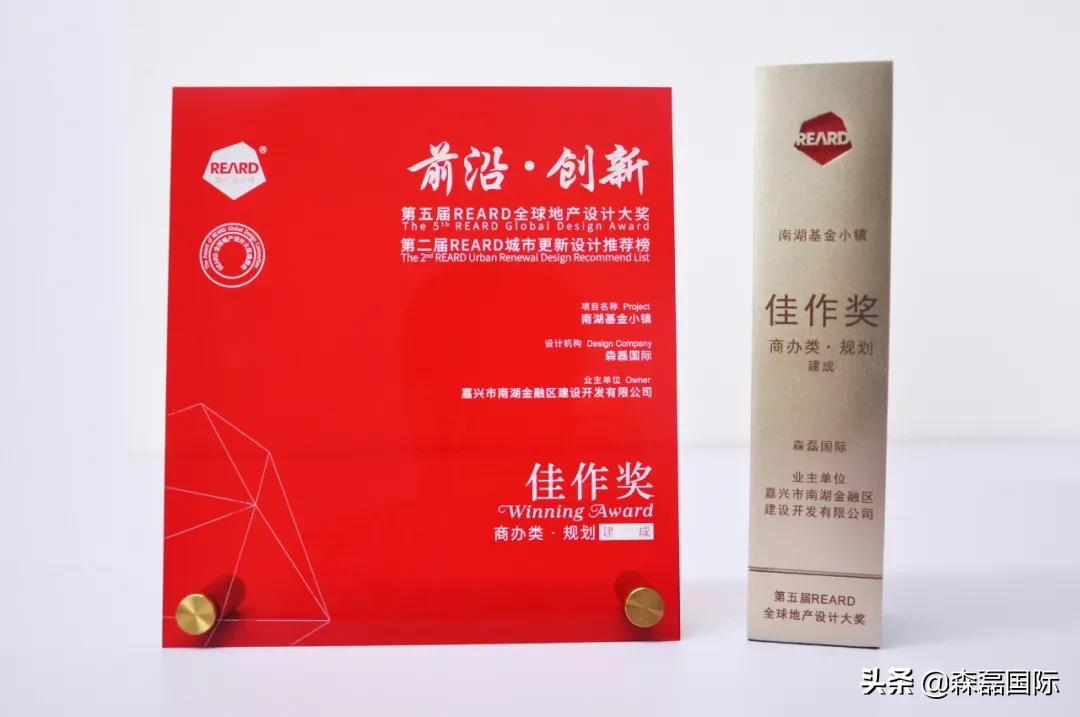 REARD®
地产设计奖
前沿·创新
第五届REARD全球地产设计大奖
The 5th REARD Global Design Award
第二届REARD城市更新设计推荐榜
The 2nd REARD Urban Renewal Design Recommend List
项目名称 Project
南湖基金小镇
设计机构 Design Company
森磊国际
业主单位 Owner
嘉兴市南湖金融区建设开发有限公司
佳作奖
Winning Award
商办类·规划 建 成
REARD
南湖基金小镇
佳作奖
商办类·规划
建成
森磊国际
业主单位
嘉兴市南湖金融区
建设开发有限公司
第五届REARD
全球地产设计大奖
头条 @森磊国际